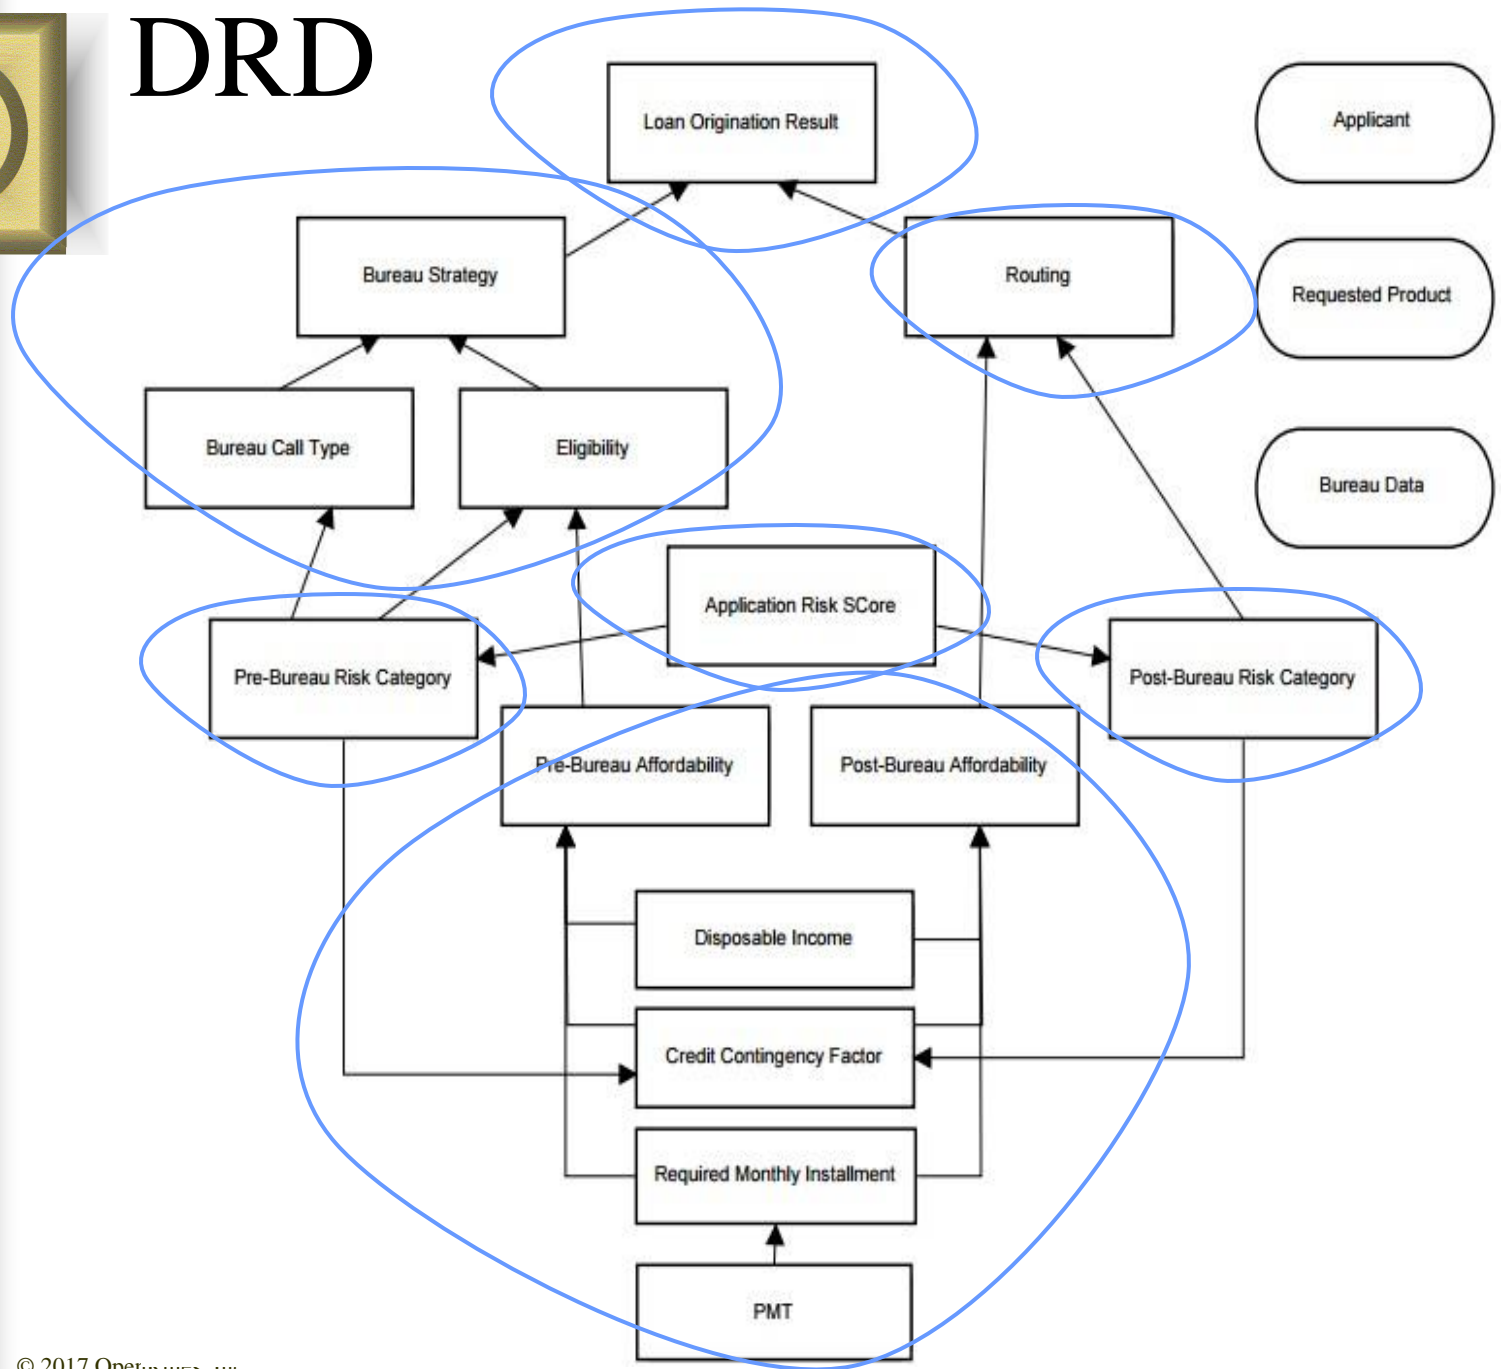 DRD
Loan Origination Result
Applicant
Bureau Strategy
Routing
Requested Product
Bureau Call Type
Eligibility
Bureau Data
Application Risk SCore
Pre-Bureau Risk Category
Post-Bureau Risk Category
Pre-Bureau Affordability
Post-Bureau Affordability
Disposable Income
Credit Contingency Factor
Required Monthly Installment
PMT
© 2017